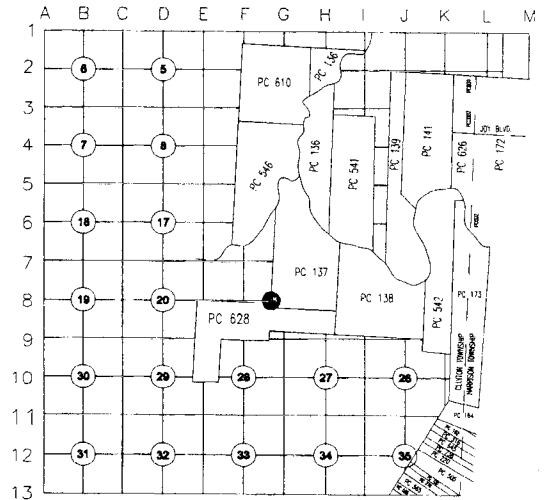 A B C D E F G H I J K L M
1
2
3
4
5
6
7
8
9
10
11
12
13
6 5
7 8
18 17
19 20
30 29 28 27 26
31 32 33 34 35
PC 610
PC 136
PC 546
PC 136
PC 541
PC 139
PC 141
PC 626
JOY BLVD.
PC 172
PC 137
PC 138
PC 628
PC 542
PC 173
CLINTON TOWNSHIP
HARRISON TOWNSHIP
PC 184